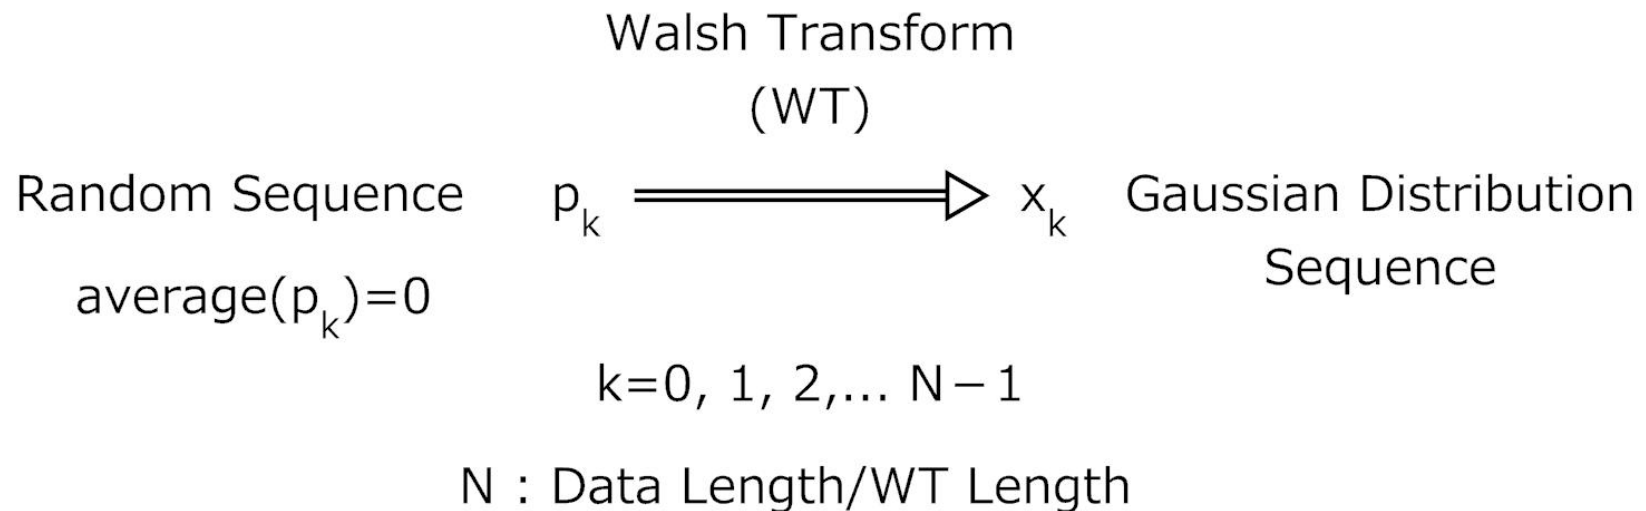 Walsh Transform
(WT)
Random Sequence p_k x_k Gaussian Distribution
Sequence
average(p_k)=0
k=0, 1, 2,... N−1
N : Data Length/WT Length